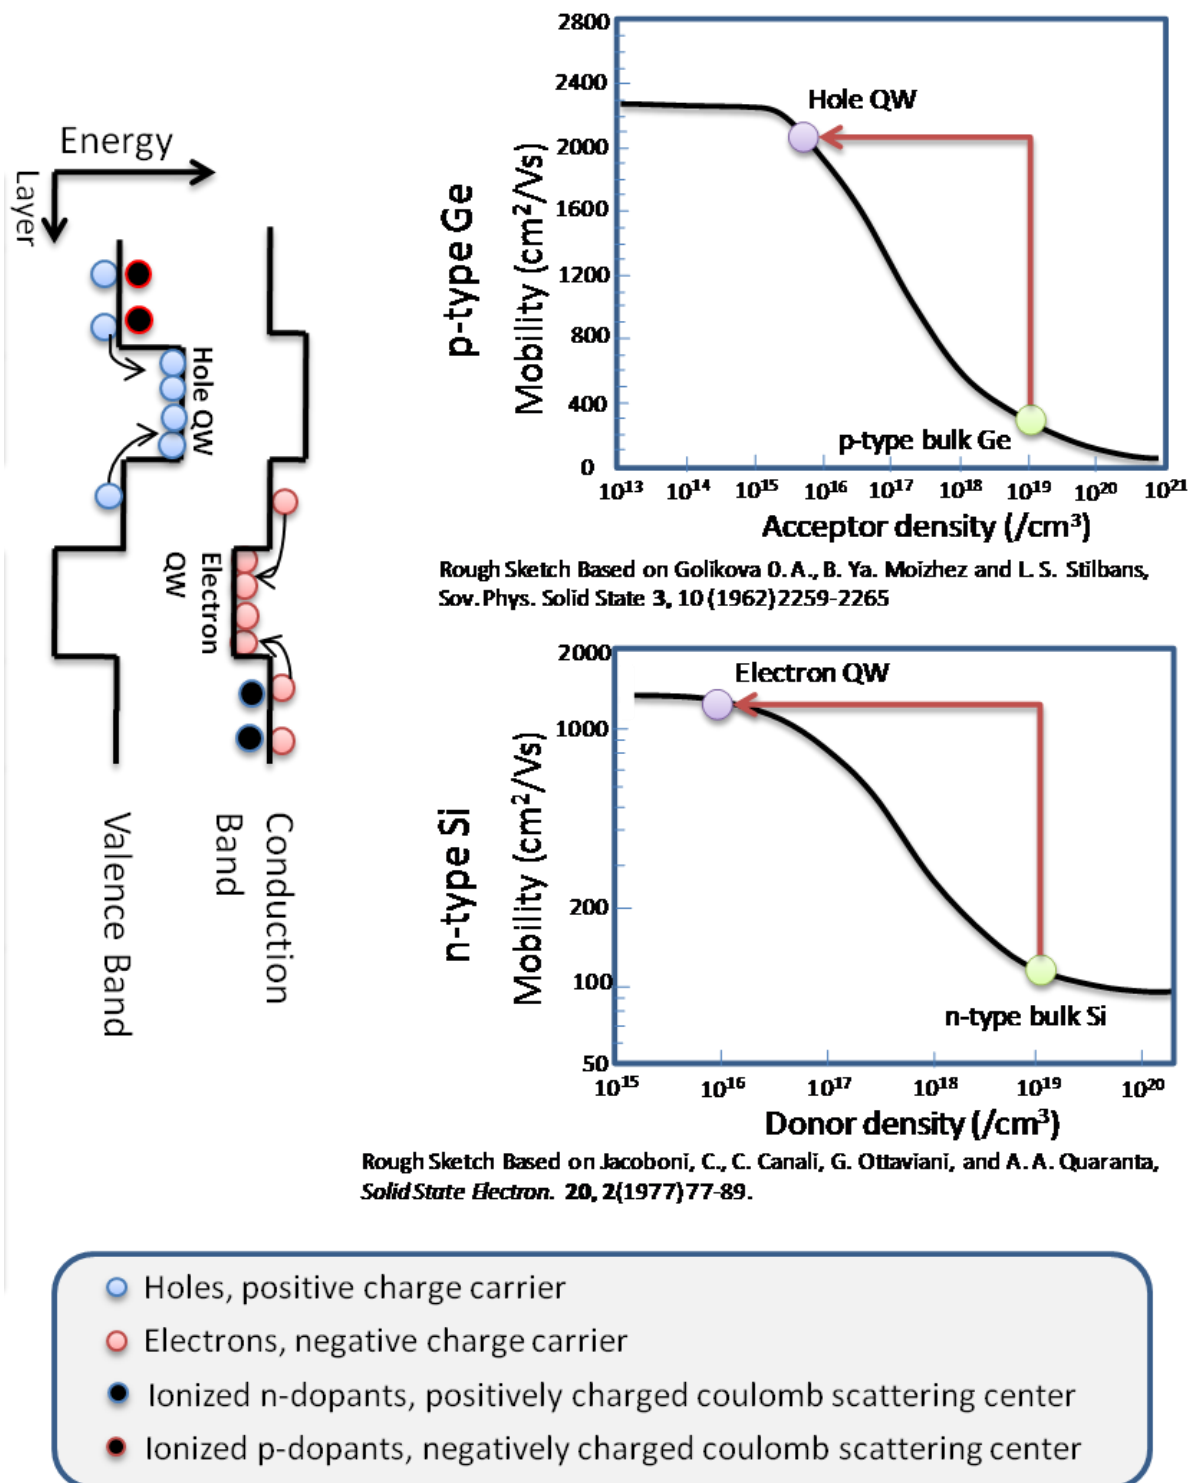 Energy
Layer
Hole QW
Electron
QW
Valence Band
Conduction
Band
p-type Ge
Mobility (cm²/Vs)
2800
2400
2000
1600
1200
800
400
0
Hole QW
p-type bulk Ge
10¹³ 10¹⁴ 10¹⁵ 10¹⁶ 10¹⁷ 10¹⁸ 10¹⁹ 10²⁰ 10²¹
Acceptor density (/cm³)
Rough Sketch Based on Golikova O. A., B. Ya. Moizhez and L. S. Stilbans,
Sov. Phys. Solid State 3, 10 (1962) 2259-2265
n-type Si
Mobility (cm²/Vs)
2000
1000
200
100
50
Electron QW
n-type bulk Si
10¹⁵ 10¹⁶ 10¹⁷ 10¹⁸ 10¹⁹ 10²⁰
Donor density (/cm³)
Rough Sketch Based on Jacoboni, C., C. Canali, G. Ottaviani, and A. A. Quaranta,
Solid State Electron. 20, 2(1977) 77-89.
Holes, positive charge carrier
Electrons, negative charge carrier
Ionized n-dopants, positively charged coulomb scattering center
Ionized p-dopants, negatively charged coulomb scattering center